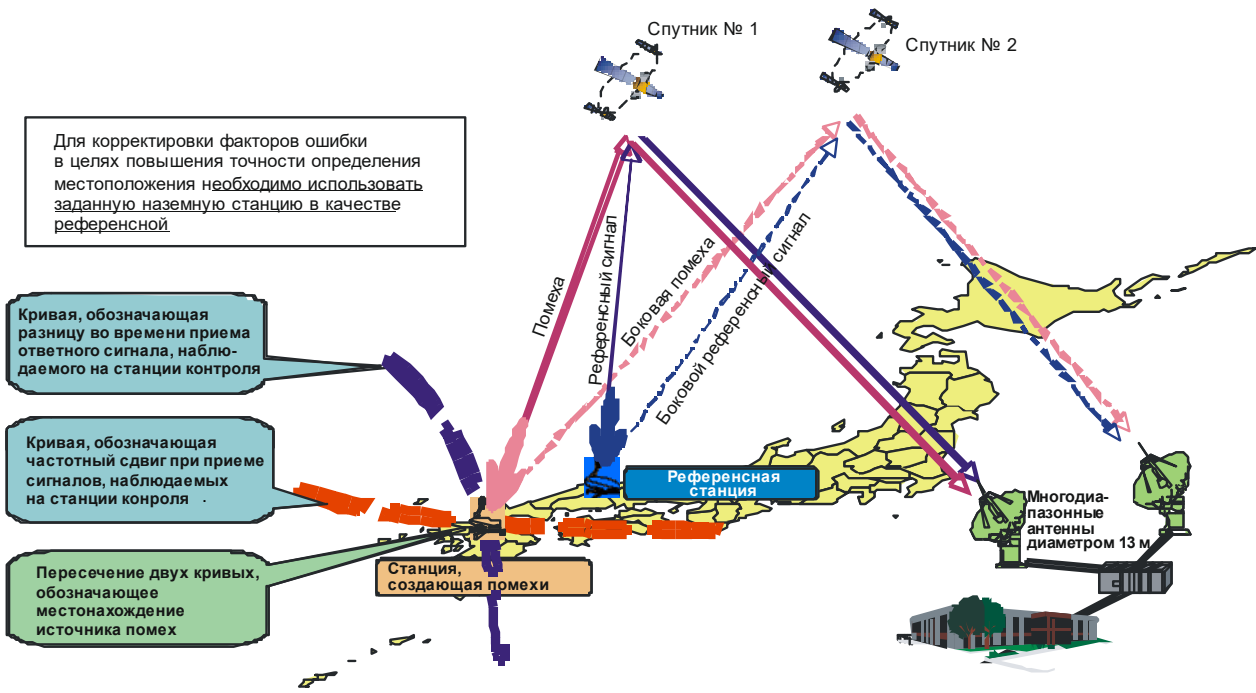 Спутник № 1
Спутник № 2
Для корректировки факторов ошибки
в целях повышения точности определения
местоположения необходимо использовать
заданную наземную станцию в качестве
референсной
Помеха
Референсный сигнал
Боковая помеха
Боковой референсный сигнал
Кривая, обозначающая
разницу во времени приема
ответного сигнала, наблю-
даемого на станции контроля
Кривая, обозначающая
частотный сдвиг при приеме
сигналов, наблюдаемых
на станции конроля .
Пересечение двух кривых,
обозначающее
местонахождение
источника помех
Референсная
станция
Станция,
создающая помехи
Многодиа-
пазонные
антенны
диаметром 13 м